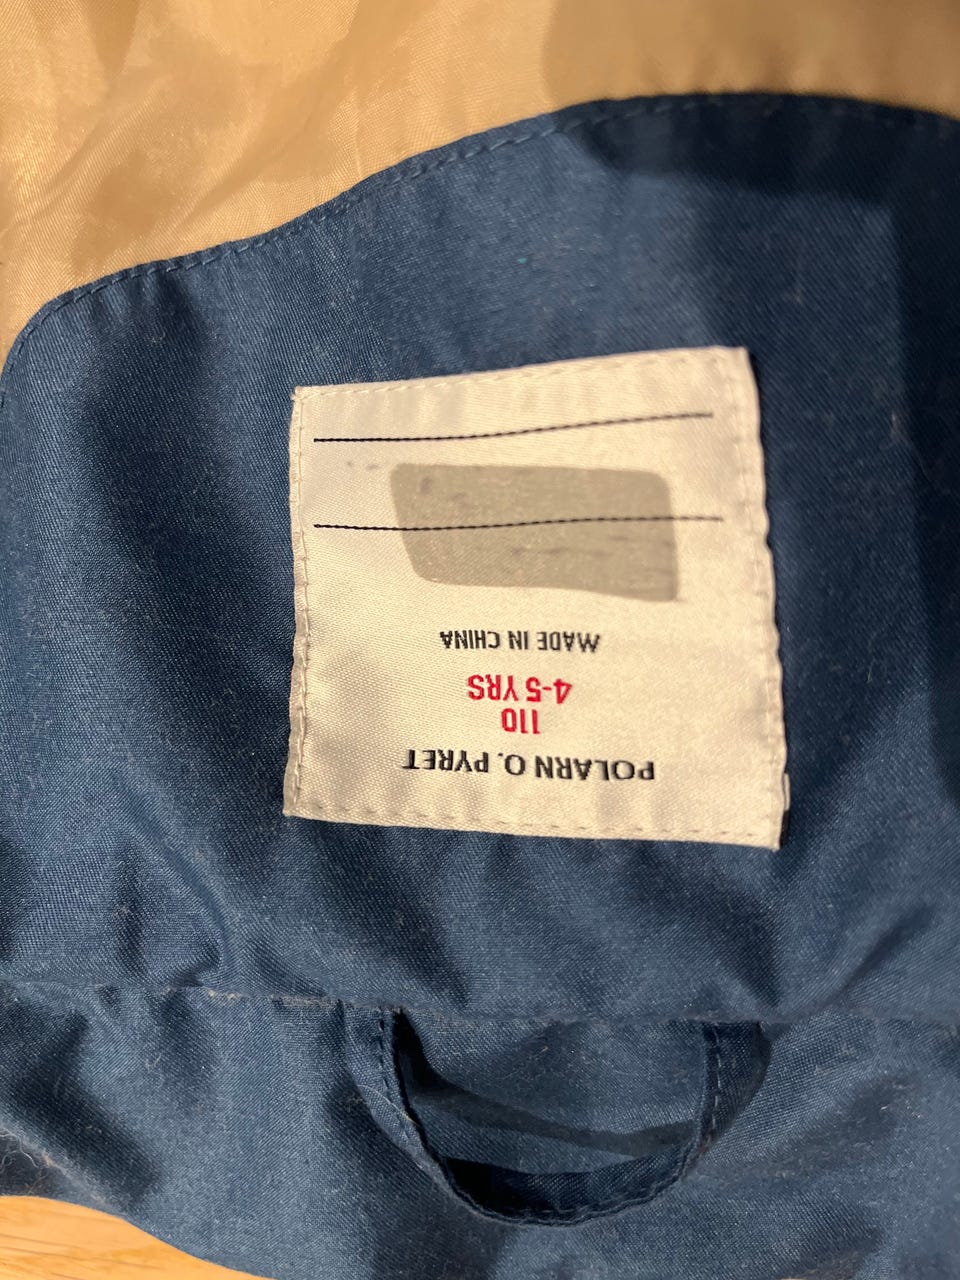 POLARN O. PYRET
110
4-5 YRS
MADE IN CHINA